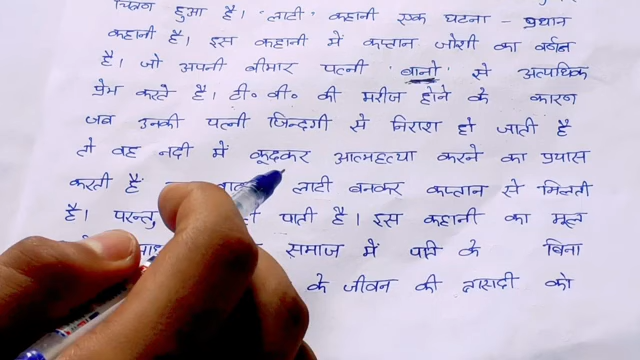 चित्रण हुआ है। 'लाटी' कहानी एक घटना - प्रधान
कहानी है। इस कहानी में कप्तान जोशी का वर्णन
है। जो अपनी बीमार पत्नी 'बानो' से अत्यधिक
प्रेम करते है। टी॰ बी॰ की मरीज होने के कारण
जब उनकी पत्नी जिन्दगी से निराश हो जाती है
तो वह नदी में कूदकर आत्महत्या करने का प्रयास
करती हैं लाटी बनकर कप्तान से मिलती
है। परन्तु पाती है। इस कहानी का मूल
समाज में पति के बिना
के जीवन की त्रासदी को